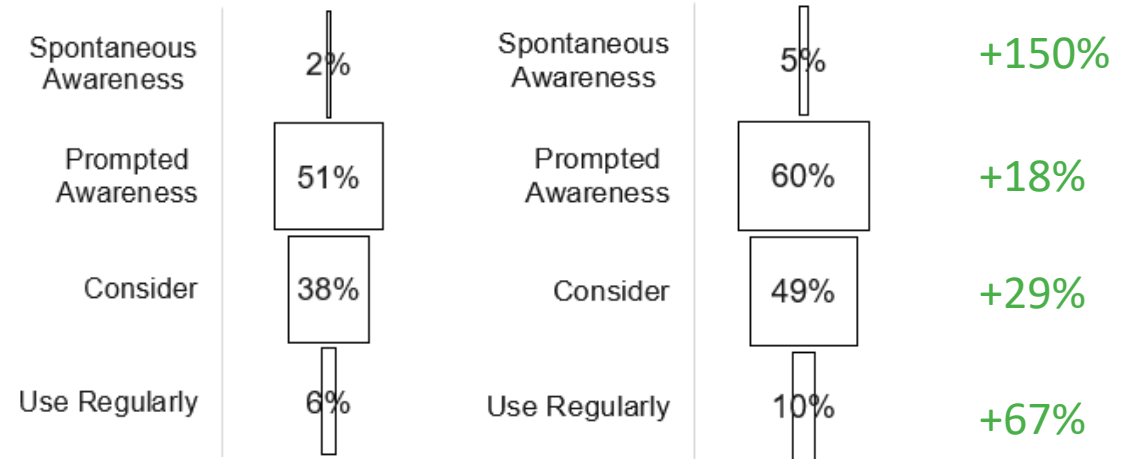 Spontaneous
Awareness
2%
Spontaneous
Awareness
5%
+150%
Prompted
Awareness
51%
Prompted
Awareness
60%
+18%
Consider
38%
Consider
49%
+29%
Use Regularly
6%
Use Regularly
10%
+67%